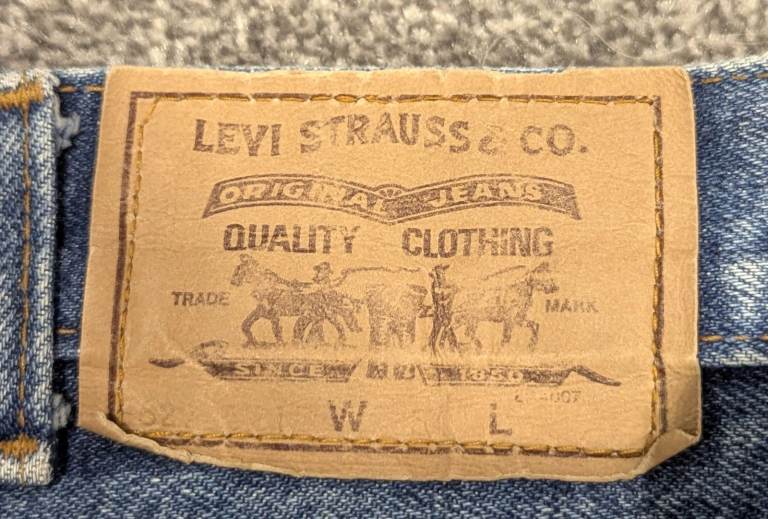 LEVI STRAUSS & CO.
ORIGINAL JEANS
QUALITY CLOTHING
TRADE MARK
SINCE 1850
W L